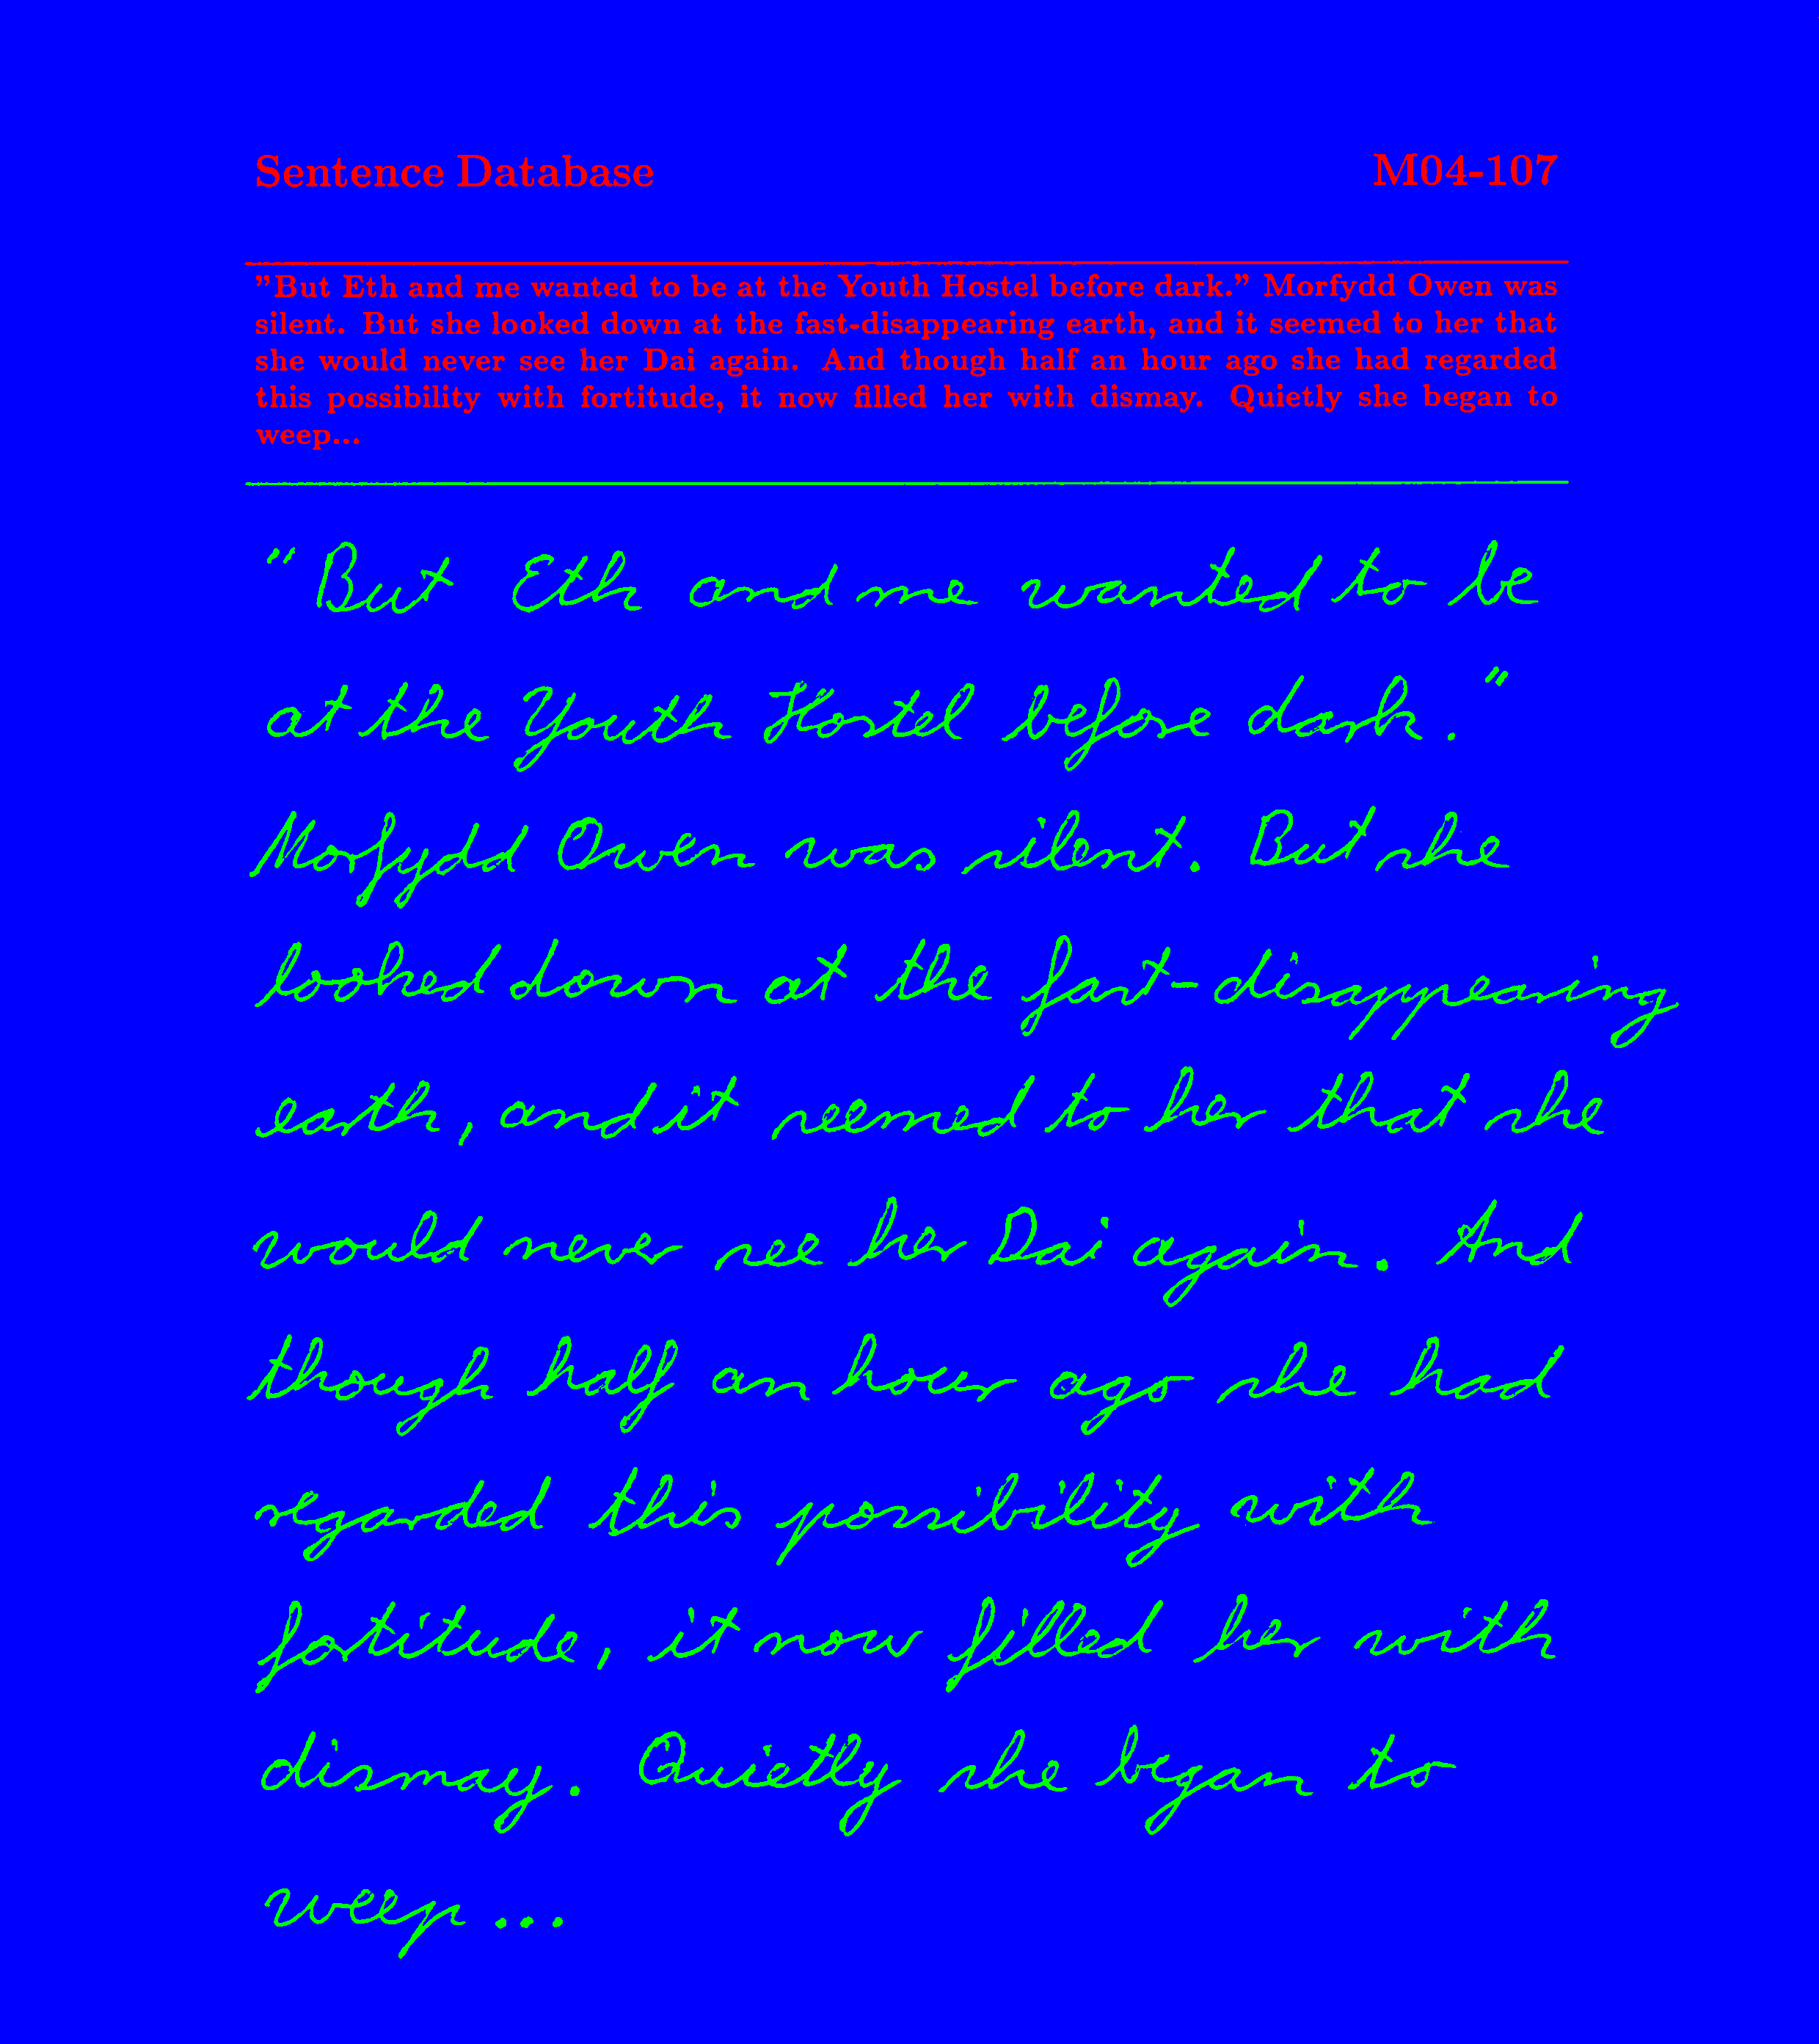 Sentence Database M04-107
"But Eth and me wanted to be at the Youth Hostel before dark." Morfydd Owen was
silent. But she looked down at the fast-disappearing earth, and it seemed to her that
she would never see her Dai again. And though half an hour ago she had regarded
this possibility with fortitude, it now filled her with dismay. Quietly she began to
weep...
"But Eth and me wanted to be
at the Youth Hostel before dark."
Morfydd Owen was silent. But she
looked down at the fast-disappearing
earth, and it seemed to her that she
would never see her Dai again. And
though half an hour ago she had
regarded this possibility with
fortitude, it now filled her with
dismay. Quietly she began to
weep...